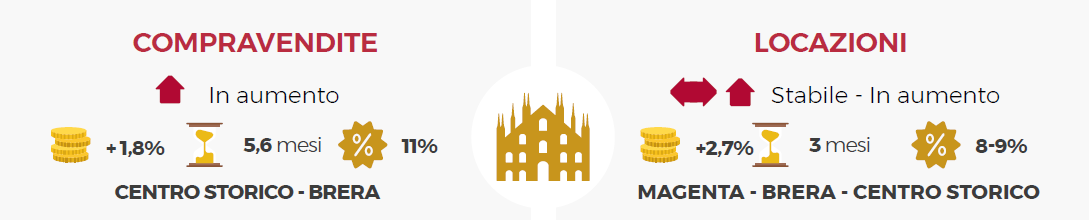 COMPRAVENDITE
In aumento
+1,8%
5,6 mesi
%
11%
CENTRO STORICO - BRERA
LOCAZIONI
Stabile - In aumento
+2,7%
3 mesi
%
8-9%
MAGENTA - BRERA - CENTRO STORICO